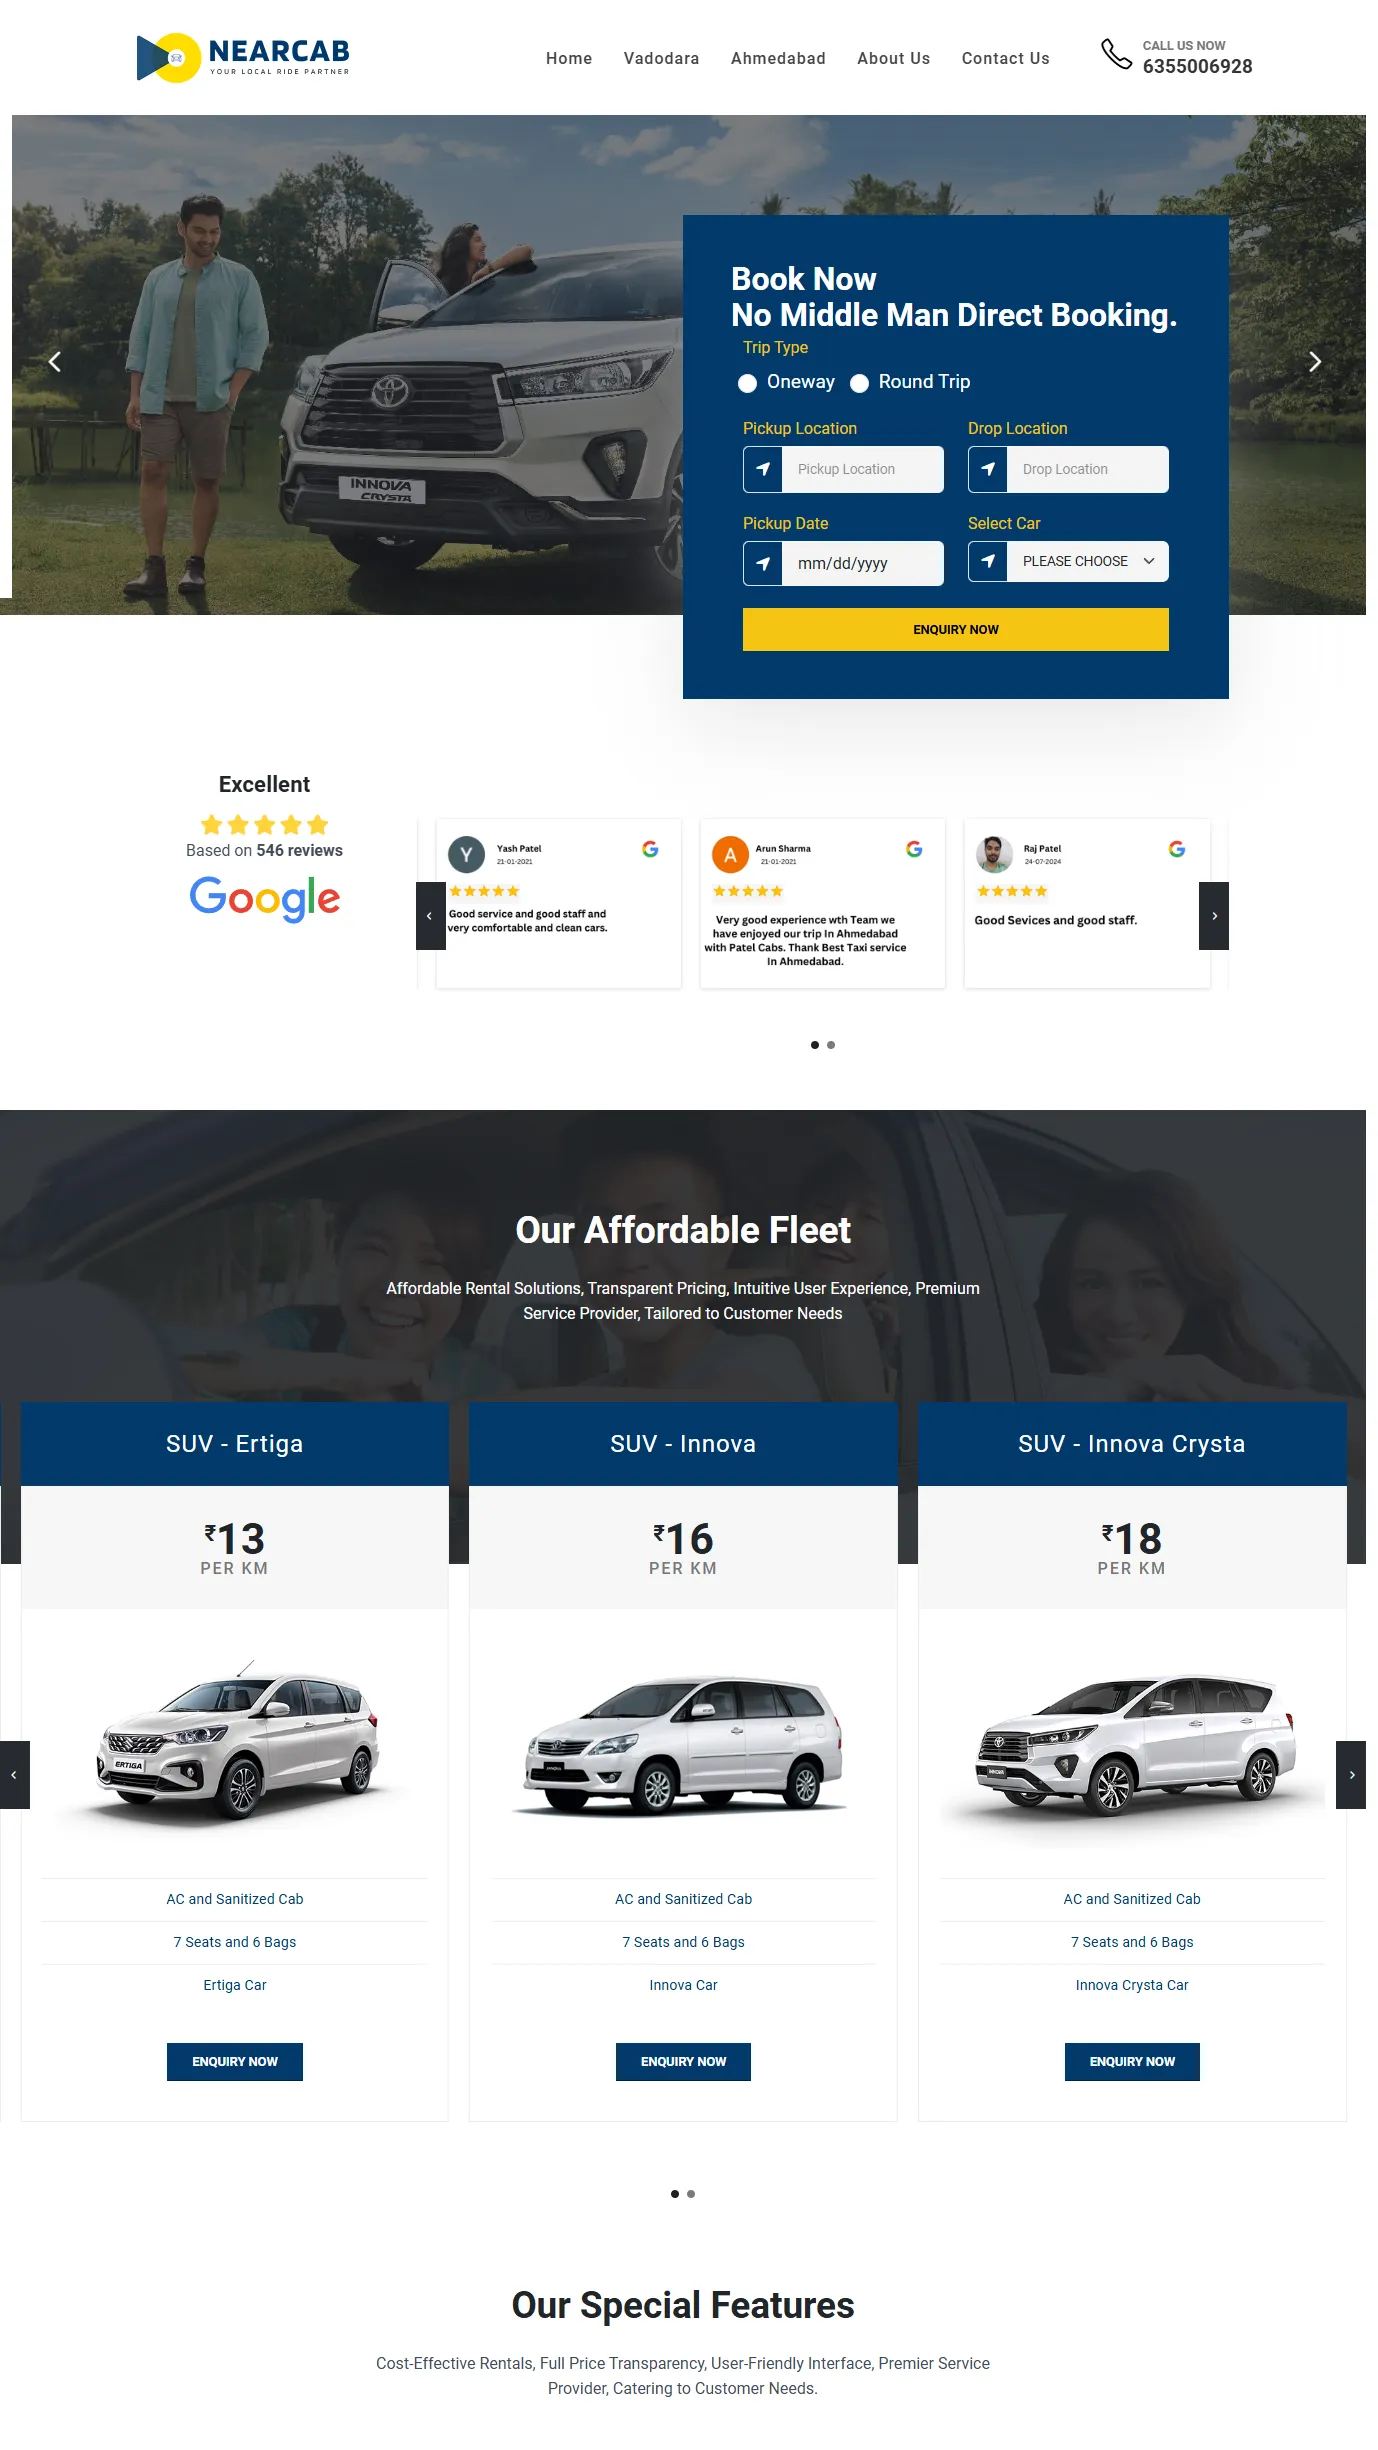 NEARCAB
YOUR LOCAL RIDE PARTNER
Home
Vadodara
Ahmedabad
About Us
Contact Us
CALL US NOW
6355006928
INNOVA
CRYSTA
Book Now
No Middle Man Direct Booking.
Trip Type
Oneway
Round Trip
Pickup Location
Drop Location
Pickup Location
Drop Location
Pickup Date
Select Car
mm/dd/yyyy
PLEASE CHOOSE
ENQUIRY NOW
Excellent
Based on 546 reviews
Google
Y
Yash Patel
21-01-2021
Good service and good staff and
very comfortable and clean cars.
A
Arun Sharma
21-01-2021
Very good experience wth Team we
have enjoyed our trip In Ahmedabad
with Patel Cabs. Thank Best Taxi service
In Ahmedabad.
Raj Patel
24-07-2024
Good Sevices and good staff.
Our Affordable Fleet
Affordable Rental Solutions, Transparent Pricing, Intuitive User Experience, Premium
Service Provider, Tailored to Customer Needs
SUV - Ertiga
₹13
PER KM
ERTIGA
AC and Sanitized Cab
7 Seats and 6 Bags
Ertiga Car
ENQUIRY NOW
SUV - Innova
₹16
PER KM
INNOVA
AC and Sanitized Cab
7 Seats and 6 Bags
Innova Car
ENQUIRY NOW
SUV - Innova Crysta
₹18
PER KM
INNOVA
AC and Sanitized Cab
7 Seats and 6 Bags
Innova Crysta Car
ENQUIRY NOW
Our Special Features
Cost-Effective Rentals, Full Price Transparency, User-Friendly Interface, Premier Service
Provider, Catering to Customer Needs.